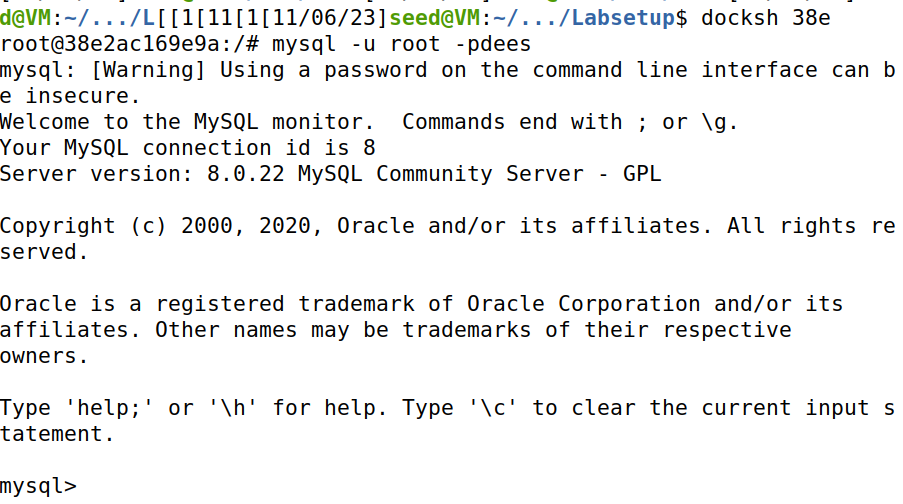 d@VM:~/.../L[[1[11[1[11/06/23]seed@VM:~/.../Labsetup$ docksh 38e
root@38e2ac169e9a:/# mysql -u root -pdees
mysql: [Warning] Using a password on the command line interface can b
e insecure.
Welcome to the MySQL monitor.  Commands end with ; or \g.
Your MySQL connection id is 8
Server version: 8.0.22 MySQL Community Server - GPL

Copyright (c) 2000, 2020, Oracle and/or its affiliates. All rights re
served.

Oracle is a registered trademark of Oracle Corporation and/or its
affiliates. Other names may be trademarks of their respective
owners.

Type 'help;' or '\h' for help. Type '\c' to clear the current input s
tatement.

mysql>